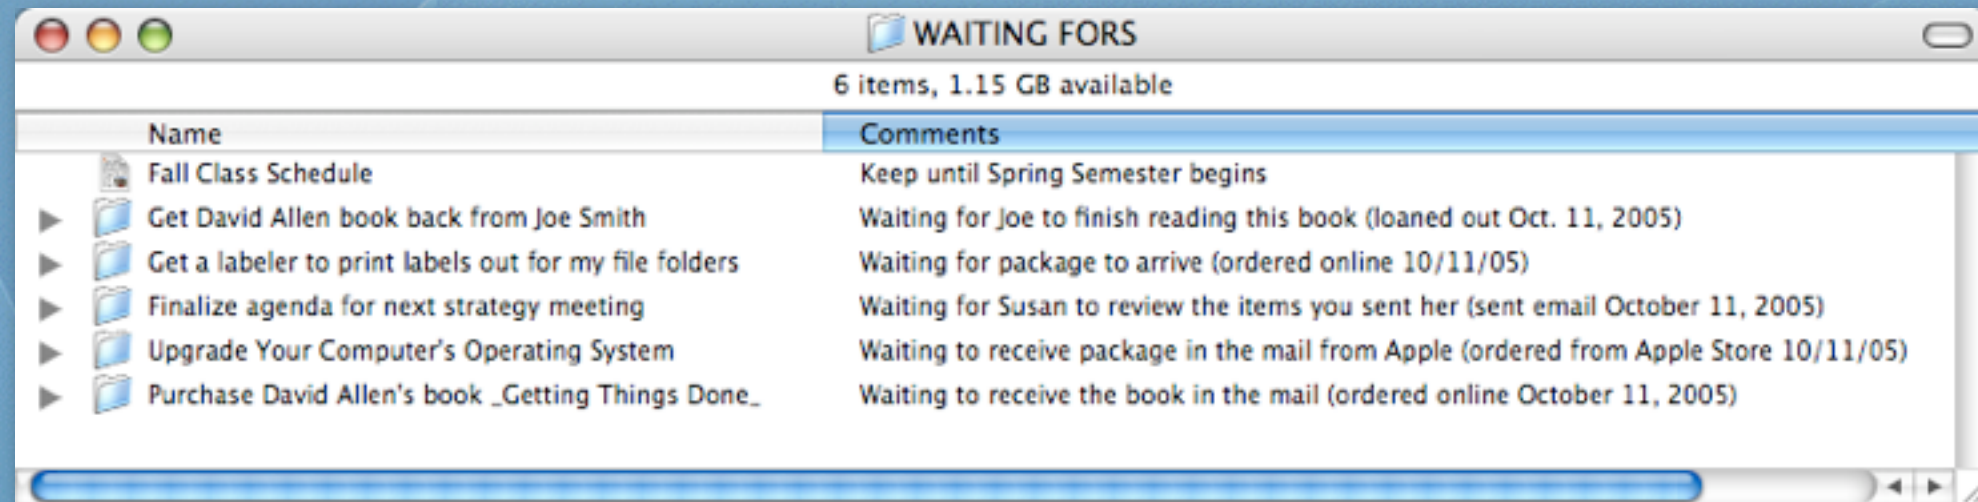 WAITING FORS
6 items, 1.15 GB available
Name Comments
Fall Class Schedule Keep until Spring Semester begins
Get David Allen book back from Joe Smith Waiting for Joe to finish reading this book (loaned out Oct. 11, 2005)
Get a labeler to print labels out for my file folders Waiting for package to arrive (ordered online 10/11/05)
Finalize agenda for next strategy meeting Waiting for Susan to review the items you sent her (sent email October 11, 2005)
Upgrade Your Computer's Operating System Waiting to receive package in the mail from Apple (ordered from Apple Store 10/11/05)
Purchase David Allen's book _Getting Things Done_ Waiting to receive the book in the mail (ordered online October 11, 2005)